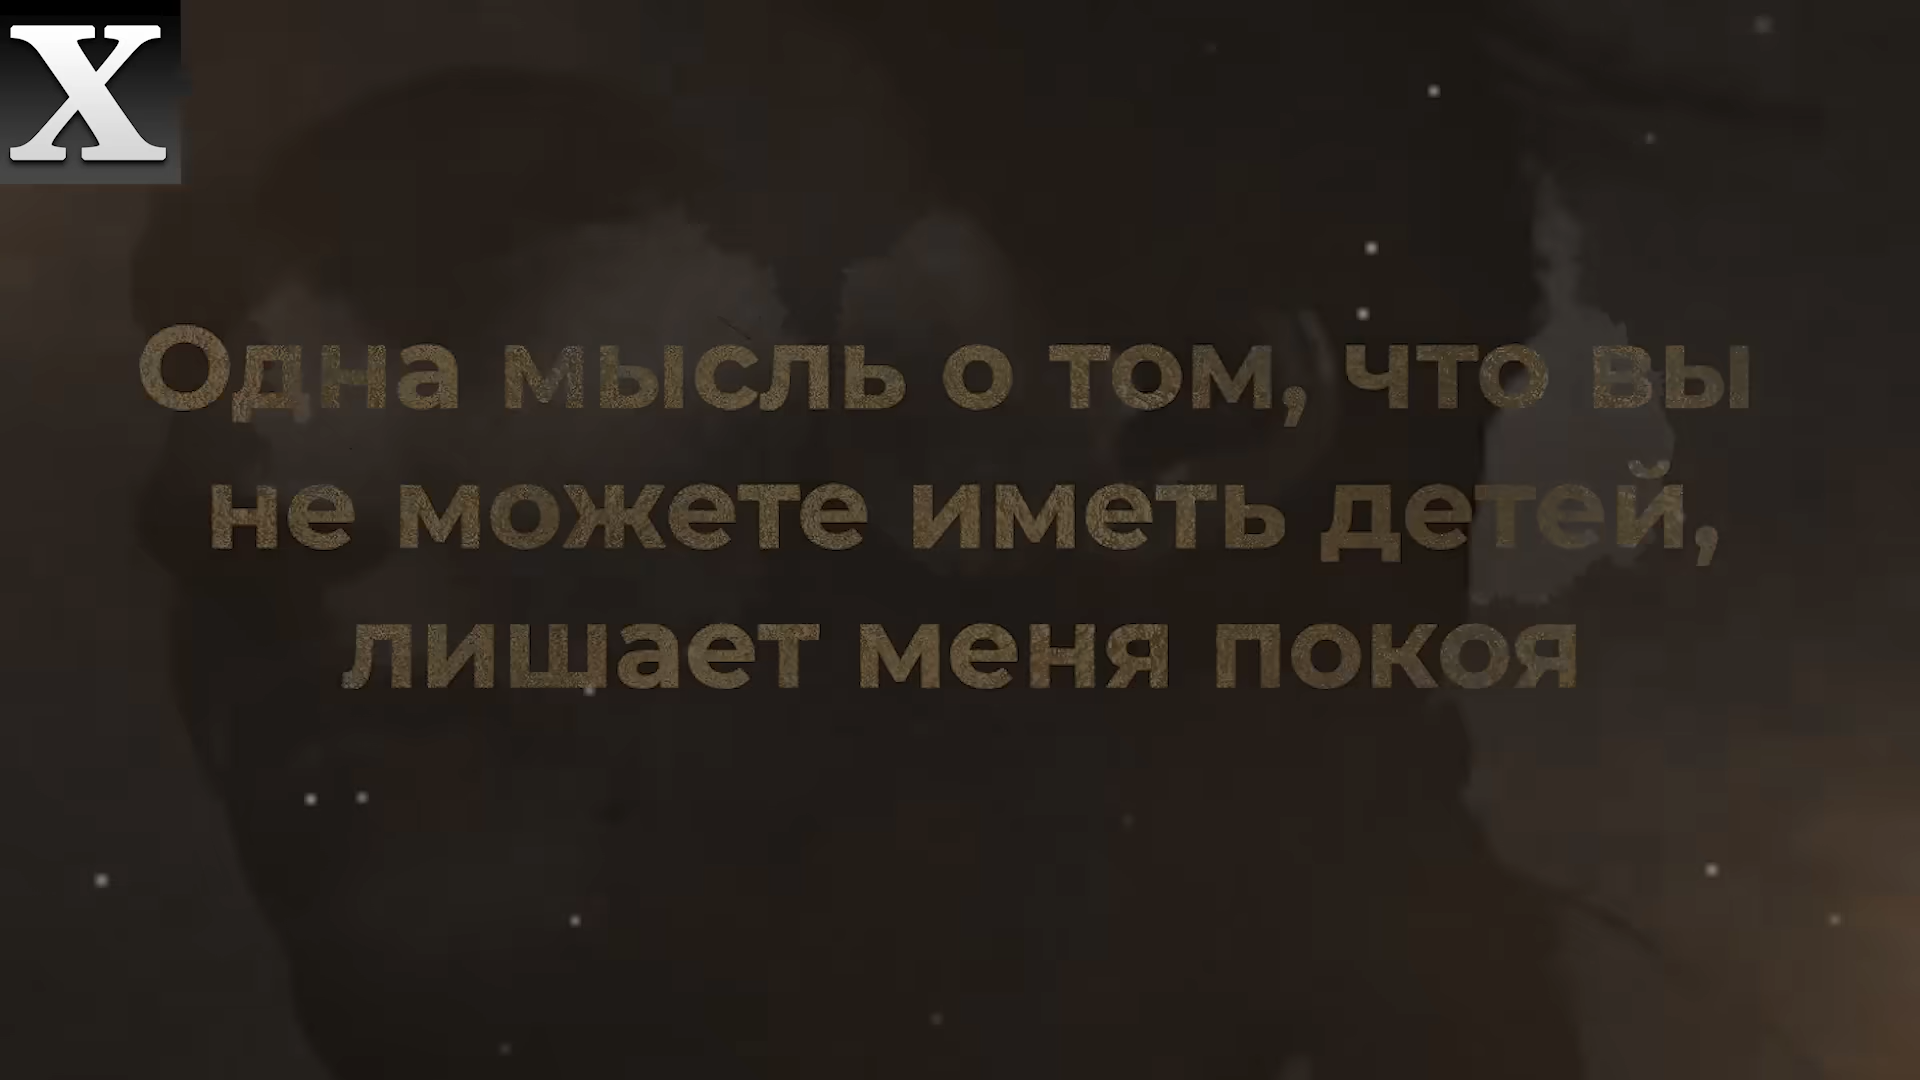 X
Одна мысль о том, что вы
не можете иметь детей,
лишает меня покоя